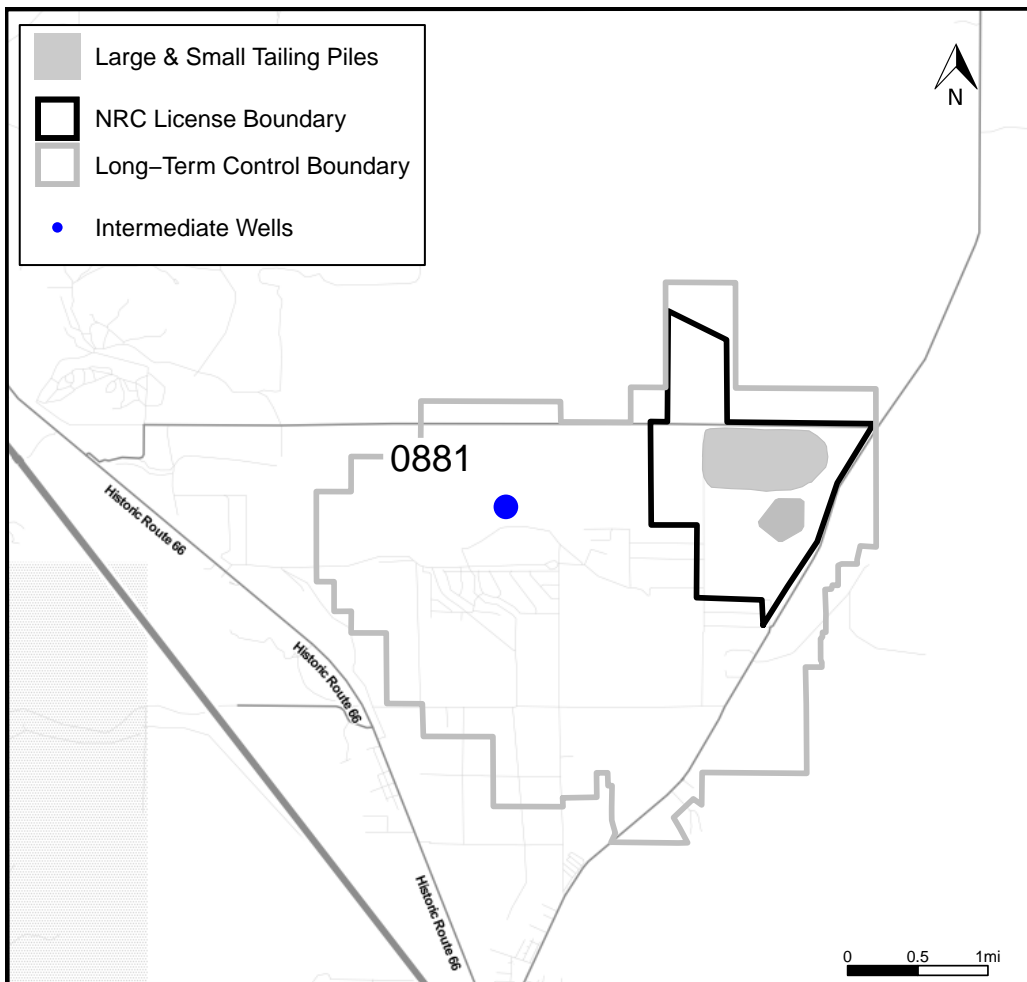 Large & Small Tailing Piles
NRC License Boundary
Long−Term Control Boundary
Intermediate Wells
N
0881
Historic Route 66
Historic Route 66
Historic Route 66
0 0.5 1mi